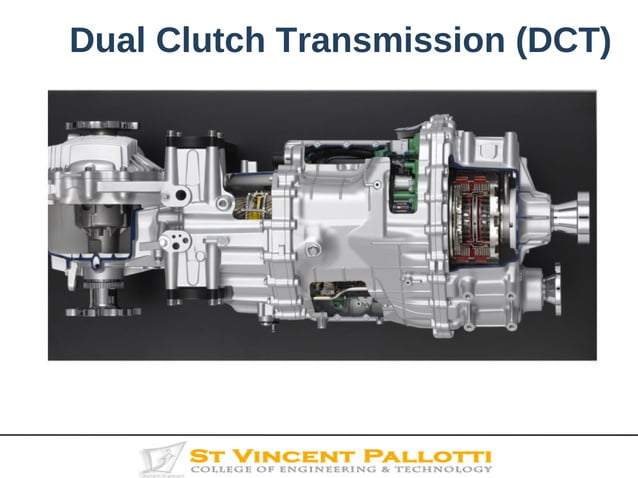 Dual Clutch Transmission (DCT)
ST VINCENT PALLOTTI
COLLEGE OF ENGINEERING & TECHNOLOGY